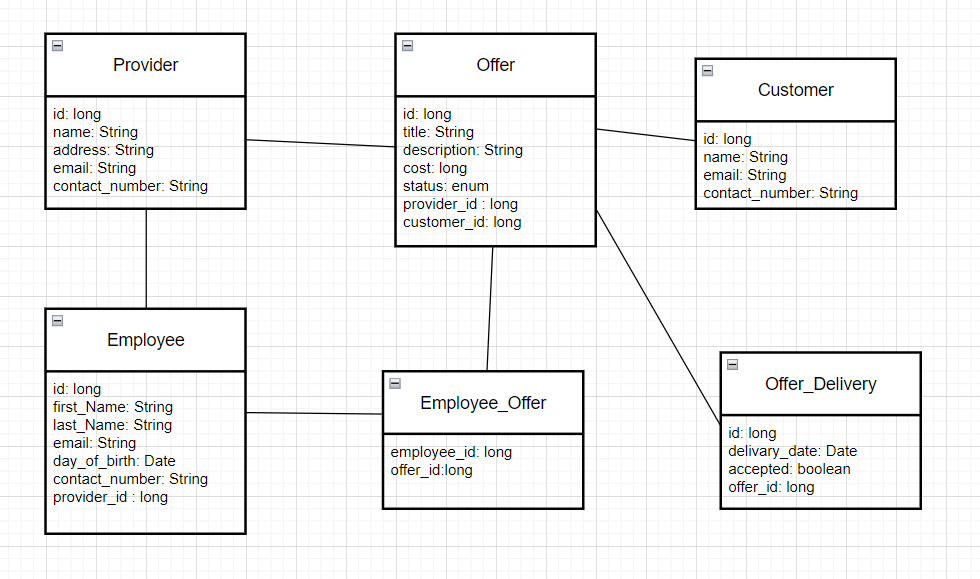 Provider
id: long
name: String
address: String
email: String
contact_number: String
Offer
id: long
title: String
description: String
cost: long
status: enum
provider_id : long
customer_id: long
Customer
id: long
name: String
email: String
contact_number: String
Employee
id: long
first_Name: String
last_Name: String
email: String
day_of_birth: Date
contact_number: String
provider_id : long
Employee_Offer
employee_id: long
offer_id:long
Offer_Delivery
id: long
delivary_date: Date
accepted: boolean
offer_id: long